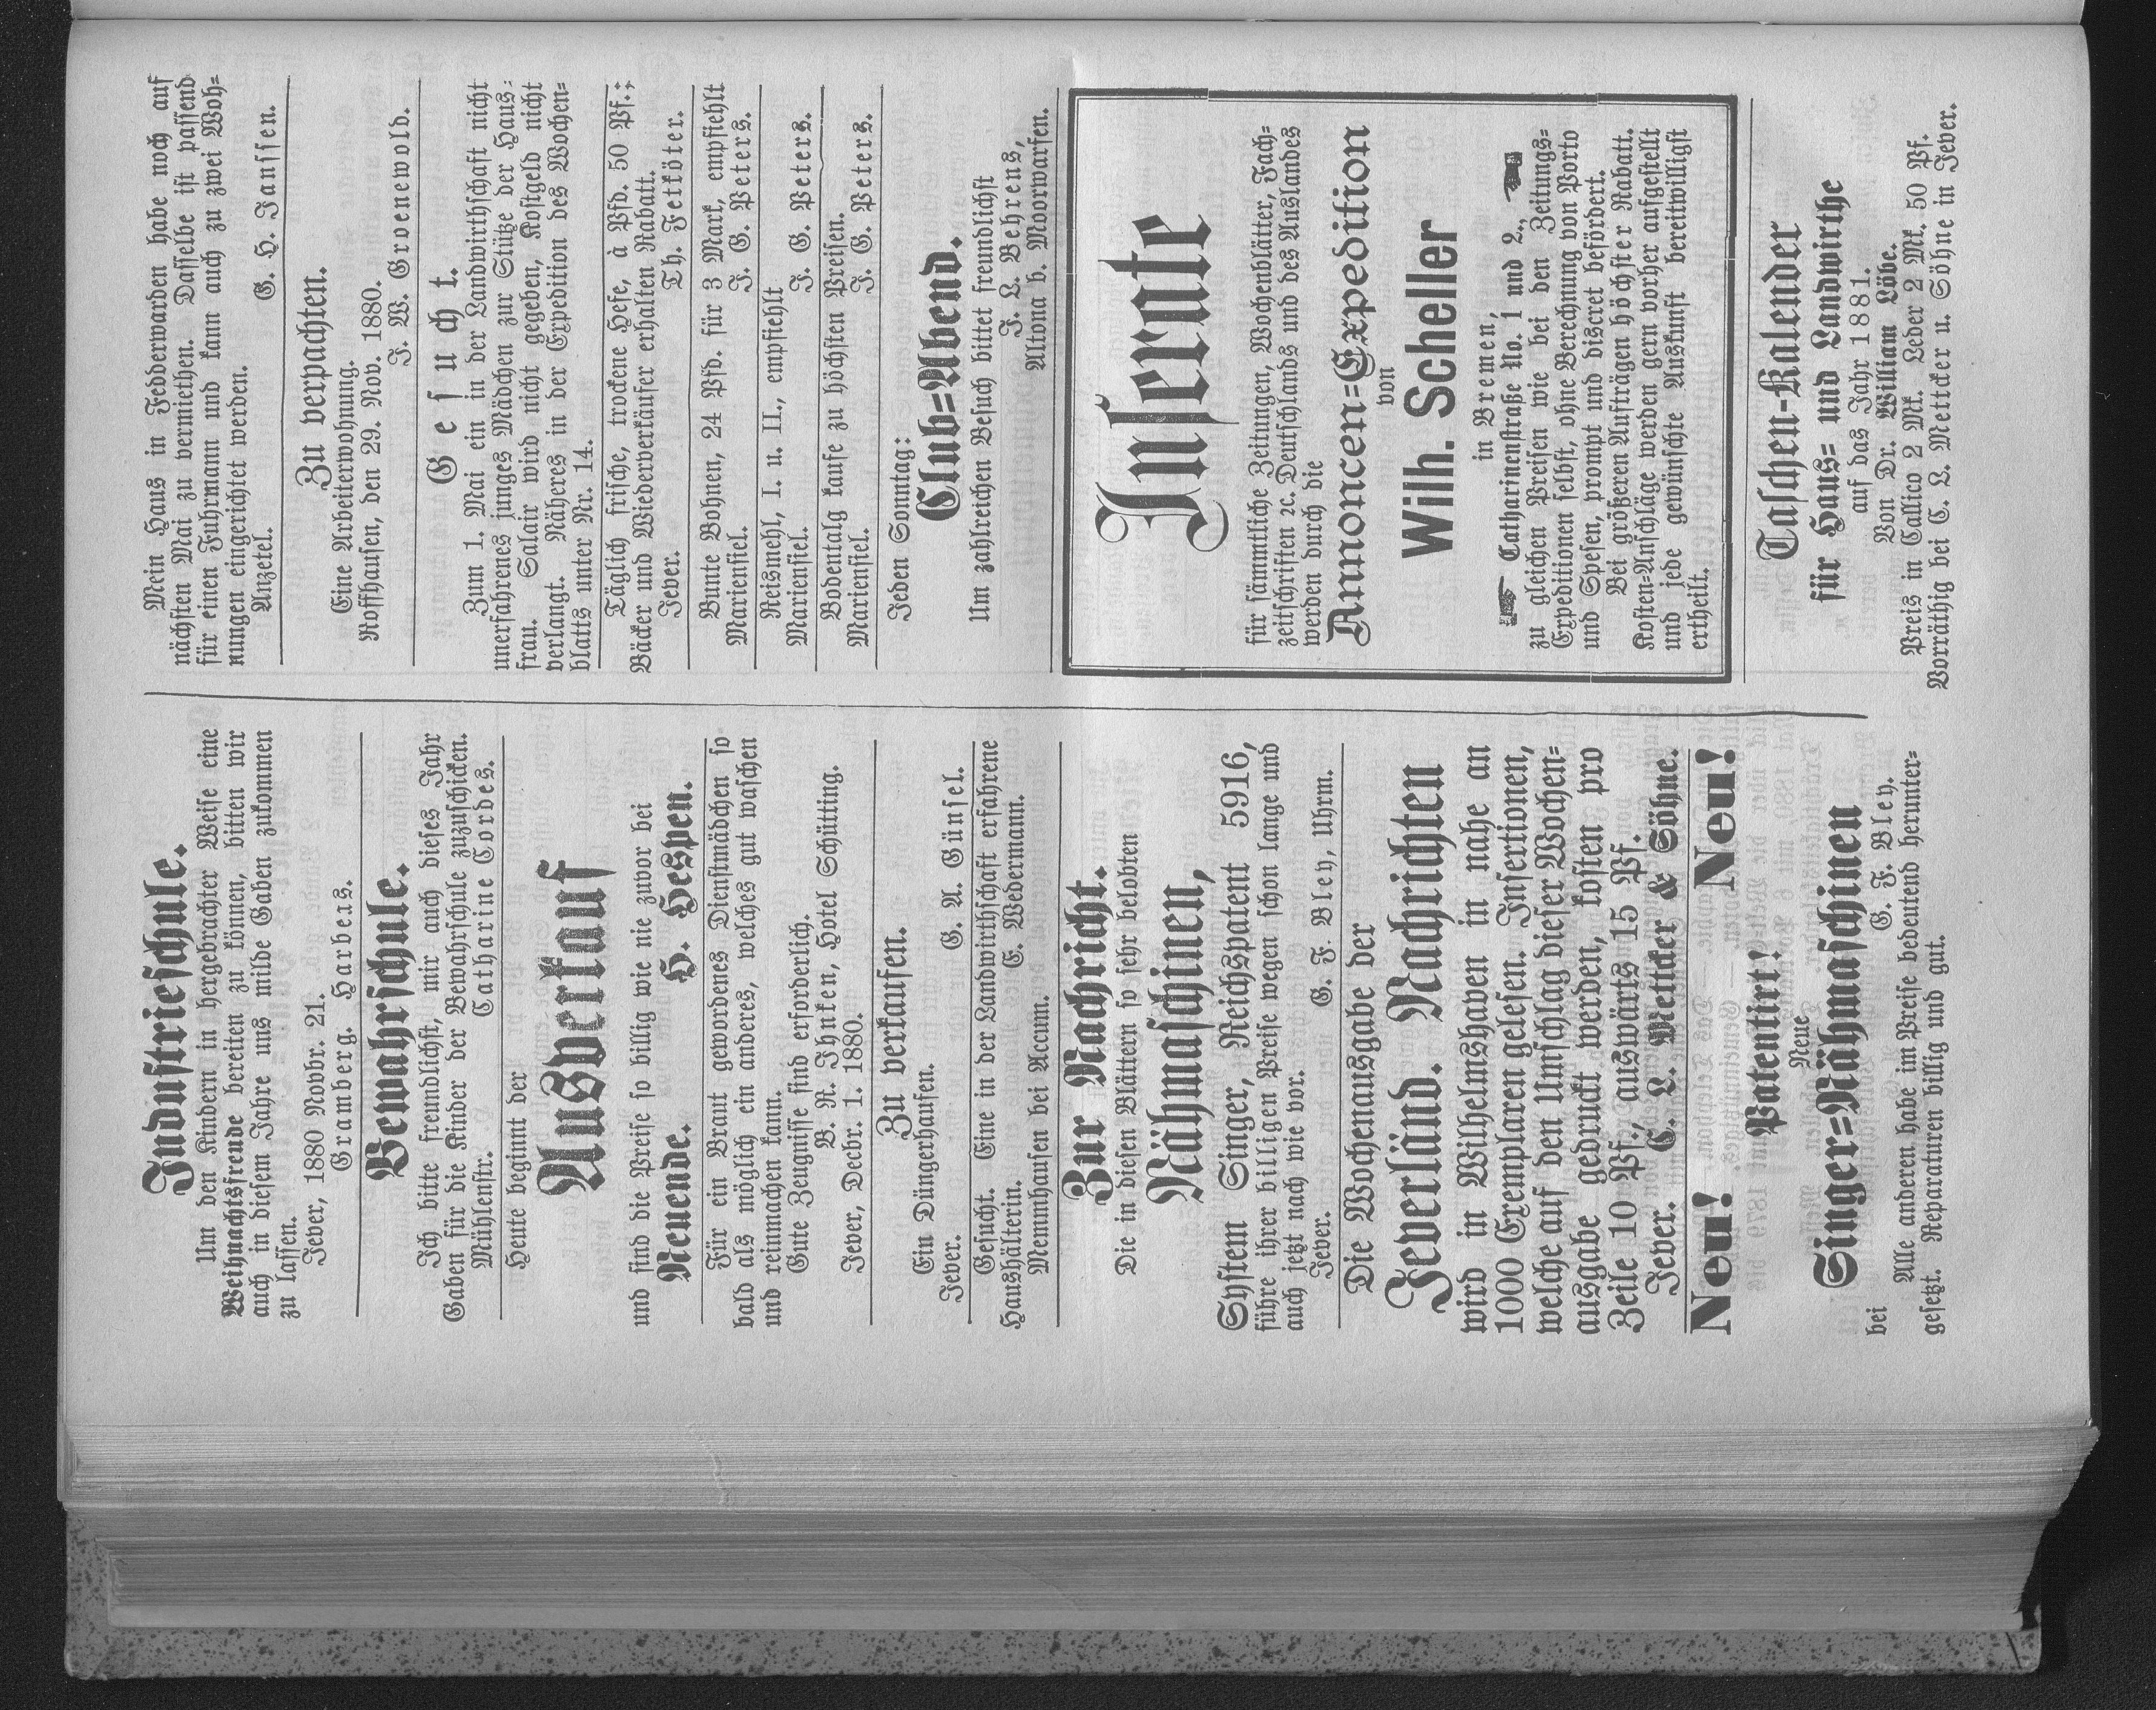 Industrieschule.
Um den Kindern in hergebrachter Weise eine
Weihnachtsfreude bereiten zu können, bitten wir
auch in diesem Jahre uns milde Gaben zukommen
zu lassen.
Jever, 1880 Novbr. 21.
Gramberg. Harbers.
Bewahrschule.
Ich bitte freundlichst, mir auch dieses Jahr
Gaben für die Kinder der Bewahrschule zuzuschicken.
Mühlenstr. Catharine Cordes.
Heute beginnt der
Ausverkauf
und sind die Preise so billig wie nie zuvor bei
Neuende. H. Hespen.
Für ein Braut gewordenes Dienstmädchen so
bald als möglich ein anderes, welches gut waschen
und reinmachen kann.
Gute Zeugnisse sind erforderlich.
B. R. Ihnken, Hotel Schütting.
Jever, Decbr. 1. 1880.
Zu verkaufen.
Ein Düngerhaufen.
Jever. G. A. Günsel.
Gesucht. Eine in der Landwirthschaft erfahrene
Haushälterin. E. Wedermann.
Memmhausen bei Accum.
Zur Nachricht.
Die in diesen Blättern so sehr belobten
Nähmaschinen,
System Singer, Reichspatent 5916,
führe ihrer billigen Preise wegen schon lange und
auch jetzt nach wie vor.
Jever. G. F. Bley, Uhrm.
Die Wochenausgabe der
Jeverländ. Nachrichten
wird in Wilhelmshaven in nahe an
1000 Exemplaren gelesen. Insertionen,
welche auf den Umschlag dieser Wochen=
ausgabe gedruckt werden, kosten pro
Zeile 10 Pf., auswärts 15 Pf.
Jever. C. L. Mettcker & Söhne.
Neu! Neu!
Patentirt!
Neue
Singer=Nähmaschinen
bei G. F. Bley.
Alle anderen habe im Preise bedeutend herunter=
gesetzt. Reparaturen billig und gut.
Mein Haus in Fedderwarden habe noch auf
nächsten Mai zu vermiethen. Dasselbe ist passend
für einen Fuhrmann und kann auch zu zwei Woh=
nungen eingerichtet werden.
Anzetel. G. H. Janssen.
Zu verpachten.
Eine Arbeiterwohnung.
Roffhausen, den 29. Nov. 1880.
J. W. Groenewold.
Gesucht.
Zum 1. Mai ein in der Landwirthschaft nicht
unerfahrenes junges Mädchen zur Stütze der Haus=
frau. Salair wird nicht gegeben, Kostgeld nicht
verlangt. Näheres in der Expedition des Wochen=
blatts unter Nr. 14.
Täglich frische, trockene Hefe, à Pfd. 50 Pf.;
Bäcker und Wiederverkäufer erhalten Rabatt.
Jever. Th. Fetköter.
Bunte Bohnen, 24 Pfd. für 3 Mark, empfiehlt
Mariensiel. J. G. Peters.
Reismehl, I. u. II., empfiehlt
Mariensiel. J. G. Peters.
Bodentalg kaufe zu höchsten Preisen.
Mariensiel. J. G. Peters.
Jeden Sonntag:
Club=Abend.
Um zahlreichen Besuch bittet freundlichst
J. L. Behrens,
Altona b. Moorwarfen.
Inserate
für sämmtliche Zeitungen, Wochenblätter, Fach=
zeitschriften ꝛc. Deutschlands und des Auslandes
werden durch die
Annoncen=Expedition
von
Wilh. Scheller
in Bremen,
☞ Catharinenstraße No. 1 und 2., ☚
zu gleichen Preisen wie bei den Zeitungs=
Expeditionen selbst, ohne Berechnung von Porto
und Spesen, prompt und discret befördert.
Bei größeren Aufträgen höchster Rabatt.
Kosten=Anschläge werden gern vorher aufgestellt
und jede gewünschte Auskunft bereitwilligst
ertheilt.
Taschen-Kalender
für Haus= und Landwirthe
auf das Jahr 1881.
Von Dr. William Löbe.
Preis in Callico 2 Mk. Leder 2 Mk. 50 Pf.
Vorräthig bei C. L. Mettcker u. Söhne in Jever.